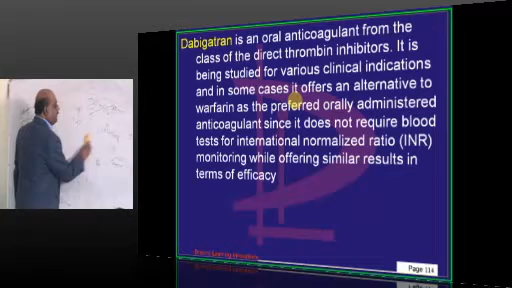 Dabigatran is an oral anticoagulant from the
class of the direct thrombin inhibitors. It is
being studied for various clinical indications
and in some cases it offers an alternative to
warfarin as the preferred orally administered
anticoagulant since it does not require blood
tests for international normalized ratio (INR)
monitoring while offering similar results in
terms of efficacy
Page 114